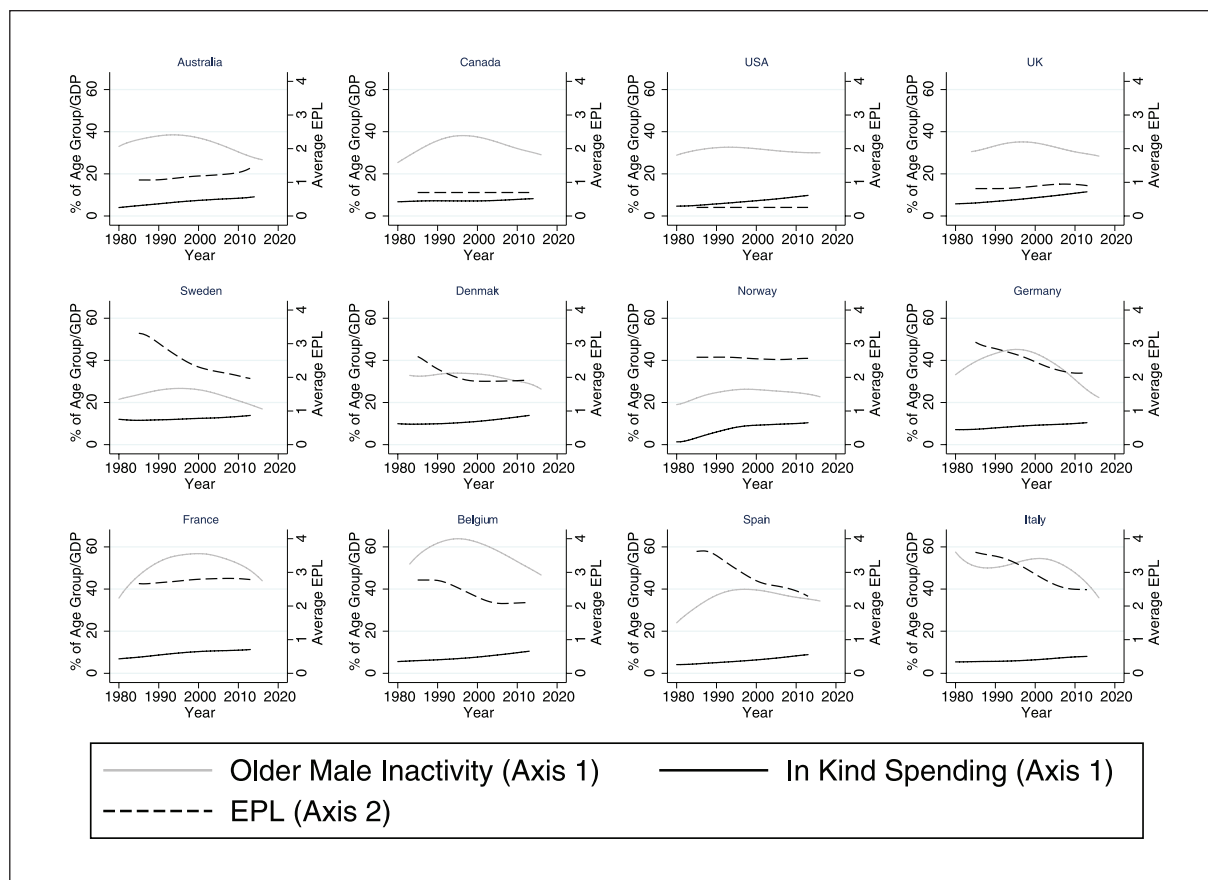 Australia
% of Age Group/GDP
60
40
20
0
4
3
2
1
0
Average EPL
1980 1990 2000 2010 2020
Year
Canada
% of Age Group/GDP
60
40
20
0
4
3
2
1
0
Average EPL
1980 1990 2000 2010 2020
Year
USA
% of Age Group/GDP
60
40
20
0
4
3
2
1
0
Average EPL
1980 1990 2000 2010 2020
Year
UK
% of Age Group/GDP
60
40
20
0
4
3
2
1
0
Average EPL
1980 1990 2000 2010 2020
Year
Sweden
% of Age Group/GDP
60
40
20
0
4
3
2
1
0
Average EPL
1980 1990 2000 2010 2020
Year
Denmark
% of Age Group/GDP
60
40
20
0
4
3
2
1
0
Average EPL
1980 1990 2000 2010 2020
Year
Norway
% of Age Group/GDP
60
40
20
0
4
3
2
1
0
Average EPL
1980 1990 2000 2010 2020
Year
Germany
% of Age Group/GDP
60
40
20
0
4
3
2
1
0
Average EPL
1980 1990 2000 2010 2020
Year
France
% of Age Group/GDP
60
40
20
0
4
3
2
1
0
Average EPL
1980 1990 2000 2010 2020
Year
Belgium
% of Age Group/GDP
60
40
20
0
4
3
2
1
0
Average EPL
1980 1990 2000 2010 2020
Year
Spain
% of Age Group/GDP
60
40
20
0
4
3
2
1
0
Average EPL
1980 1990 2000 2010 2020
Year
Italy
% of Age Group/GDP
60
40
20
0
4
3
2
1
0
Average EPL
1980 1990 2000 2010 2020
Year
Older Male Inactivity (Axis 1)
In Kind Spending (Axis 1)
EPL (Axis 2)